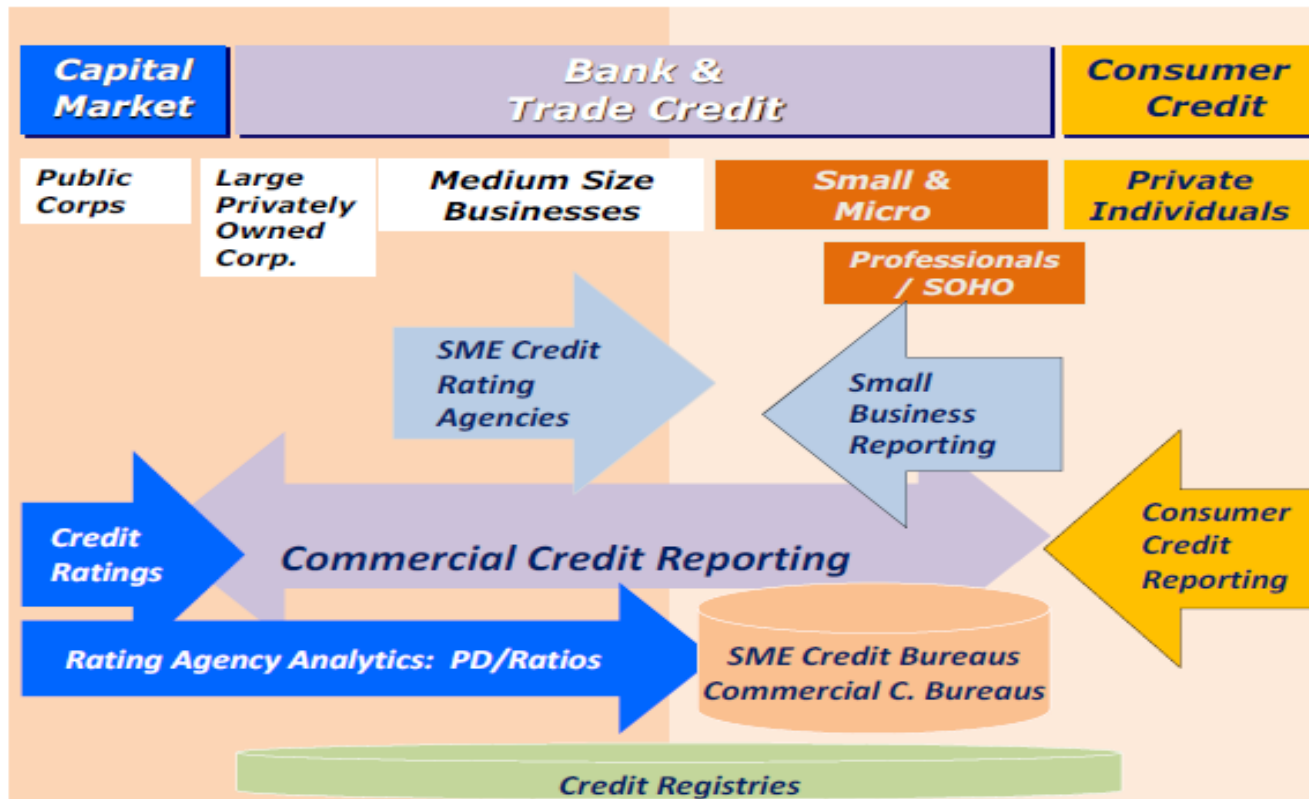 Capital
Market
Bank &
Trade Credit
Consumer
Credit
Public
Corps
Large
Privately
Owned
Corp.
Medium Size
Businesses
Small &
Micro
Private
Individuals
Professionals
/ SOHO
SME Credit
Rating
Agencies
Small
Business
Reporting
Credit
Ratings
Commercial Credit Reporting
Consumer
Credit
Reporting
Rating Agency Analytics: PD/Ratios
SME Credit Bureaus
Commercial C. Bureaus
Credit Registries